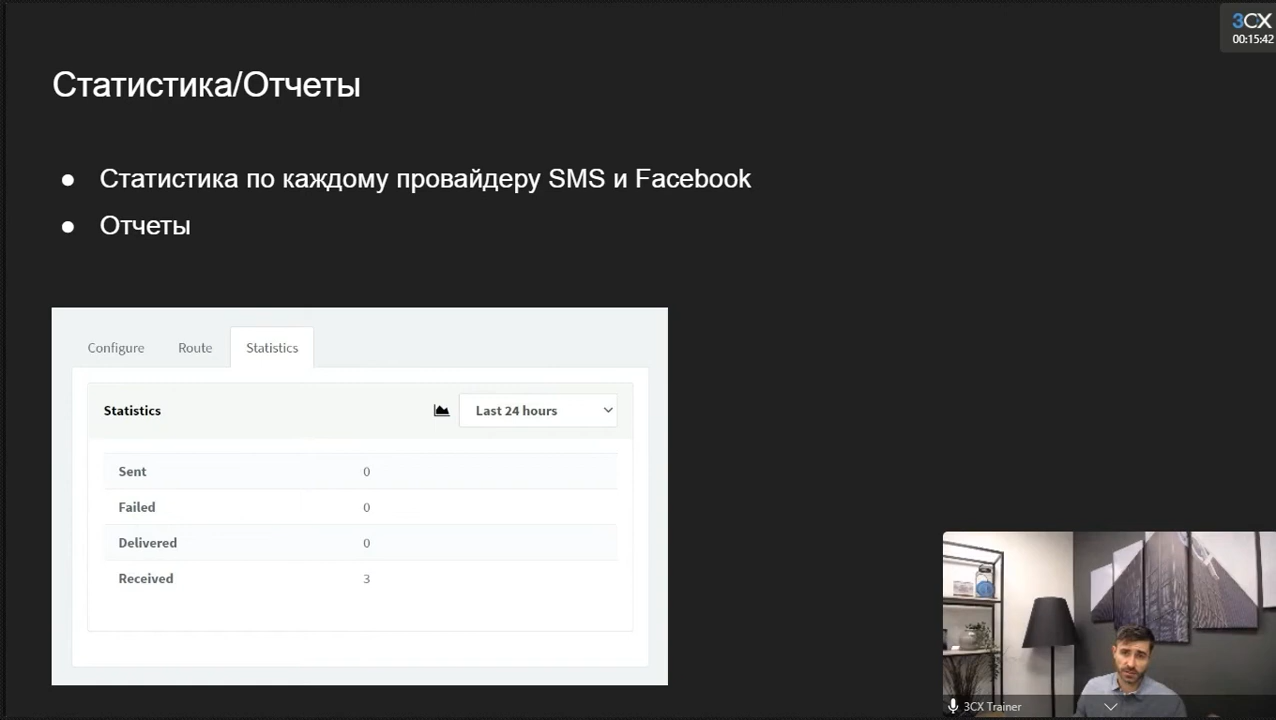 3CX
00:15:42
Статистика/Отчеты
● Статистика по каждому провайдеру SMS и Facebook
● Отчеты
Configure Route Statistics
Statistics Last 24 hours
Sent 0
Failed 0
Delivered 0
Received 3
3CX Trainer